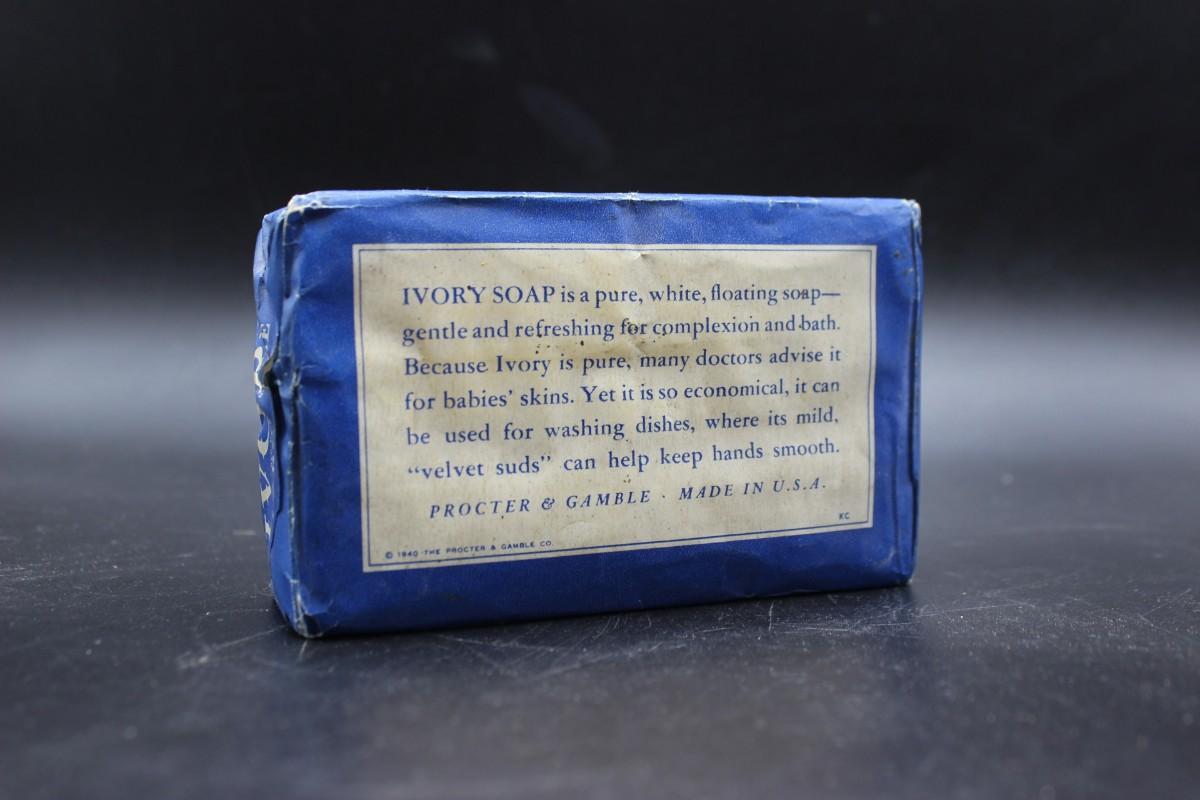 IVORY SOAP is a pure, white, floating soap—
gentle and refreshing for complexion and bath.
Because Ivory is pure, many doctors advise it
for babies' skins. Yet it is so economical, it can
be used for washing dishes, where its mild,
“velvet suds” can help keep hands smooth.
PROCTER & GAMBLE · MADE IN U.S.A.
KC
© 1940 · THE PROCTER & GAMBLE CO.